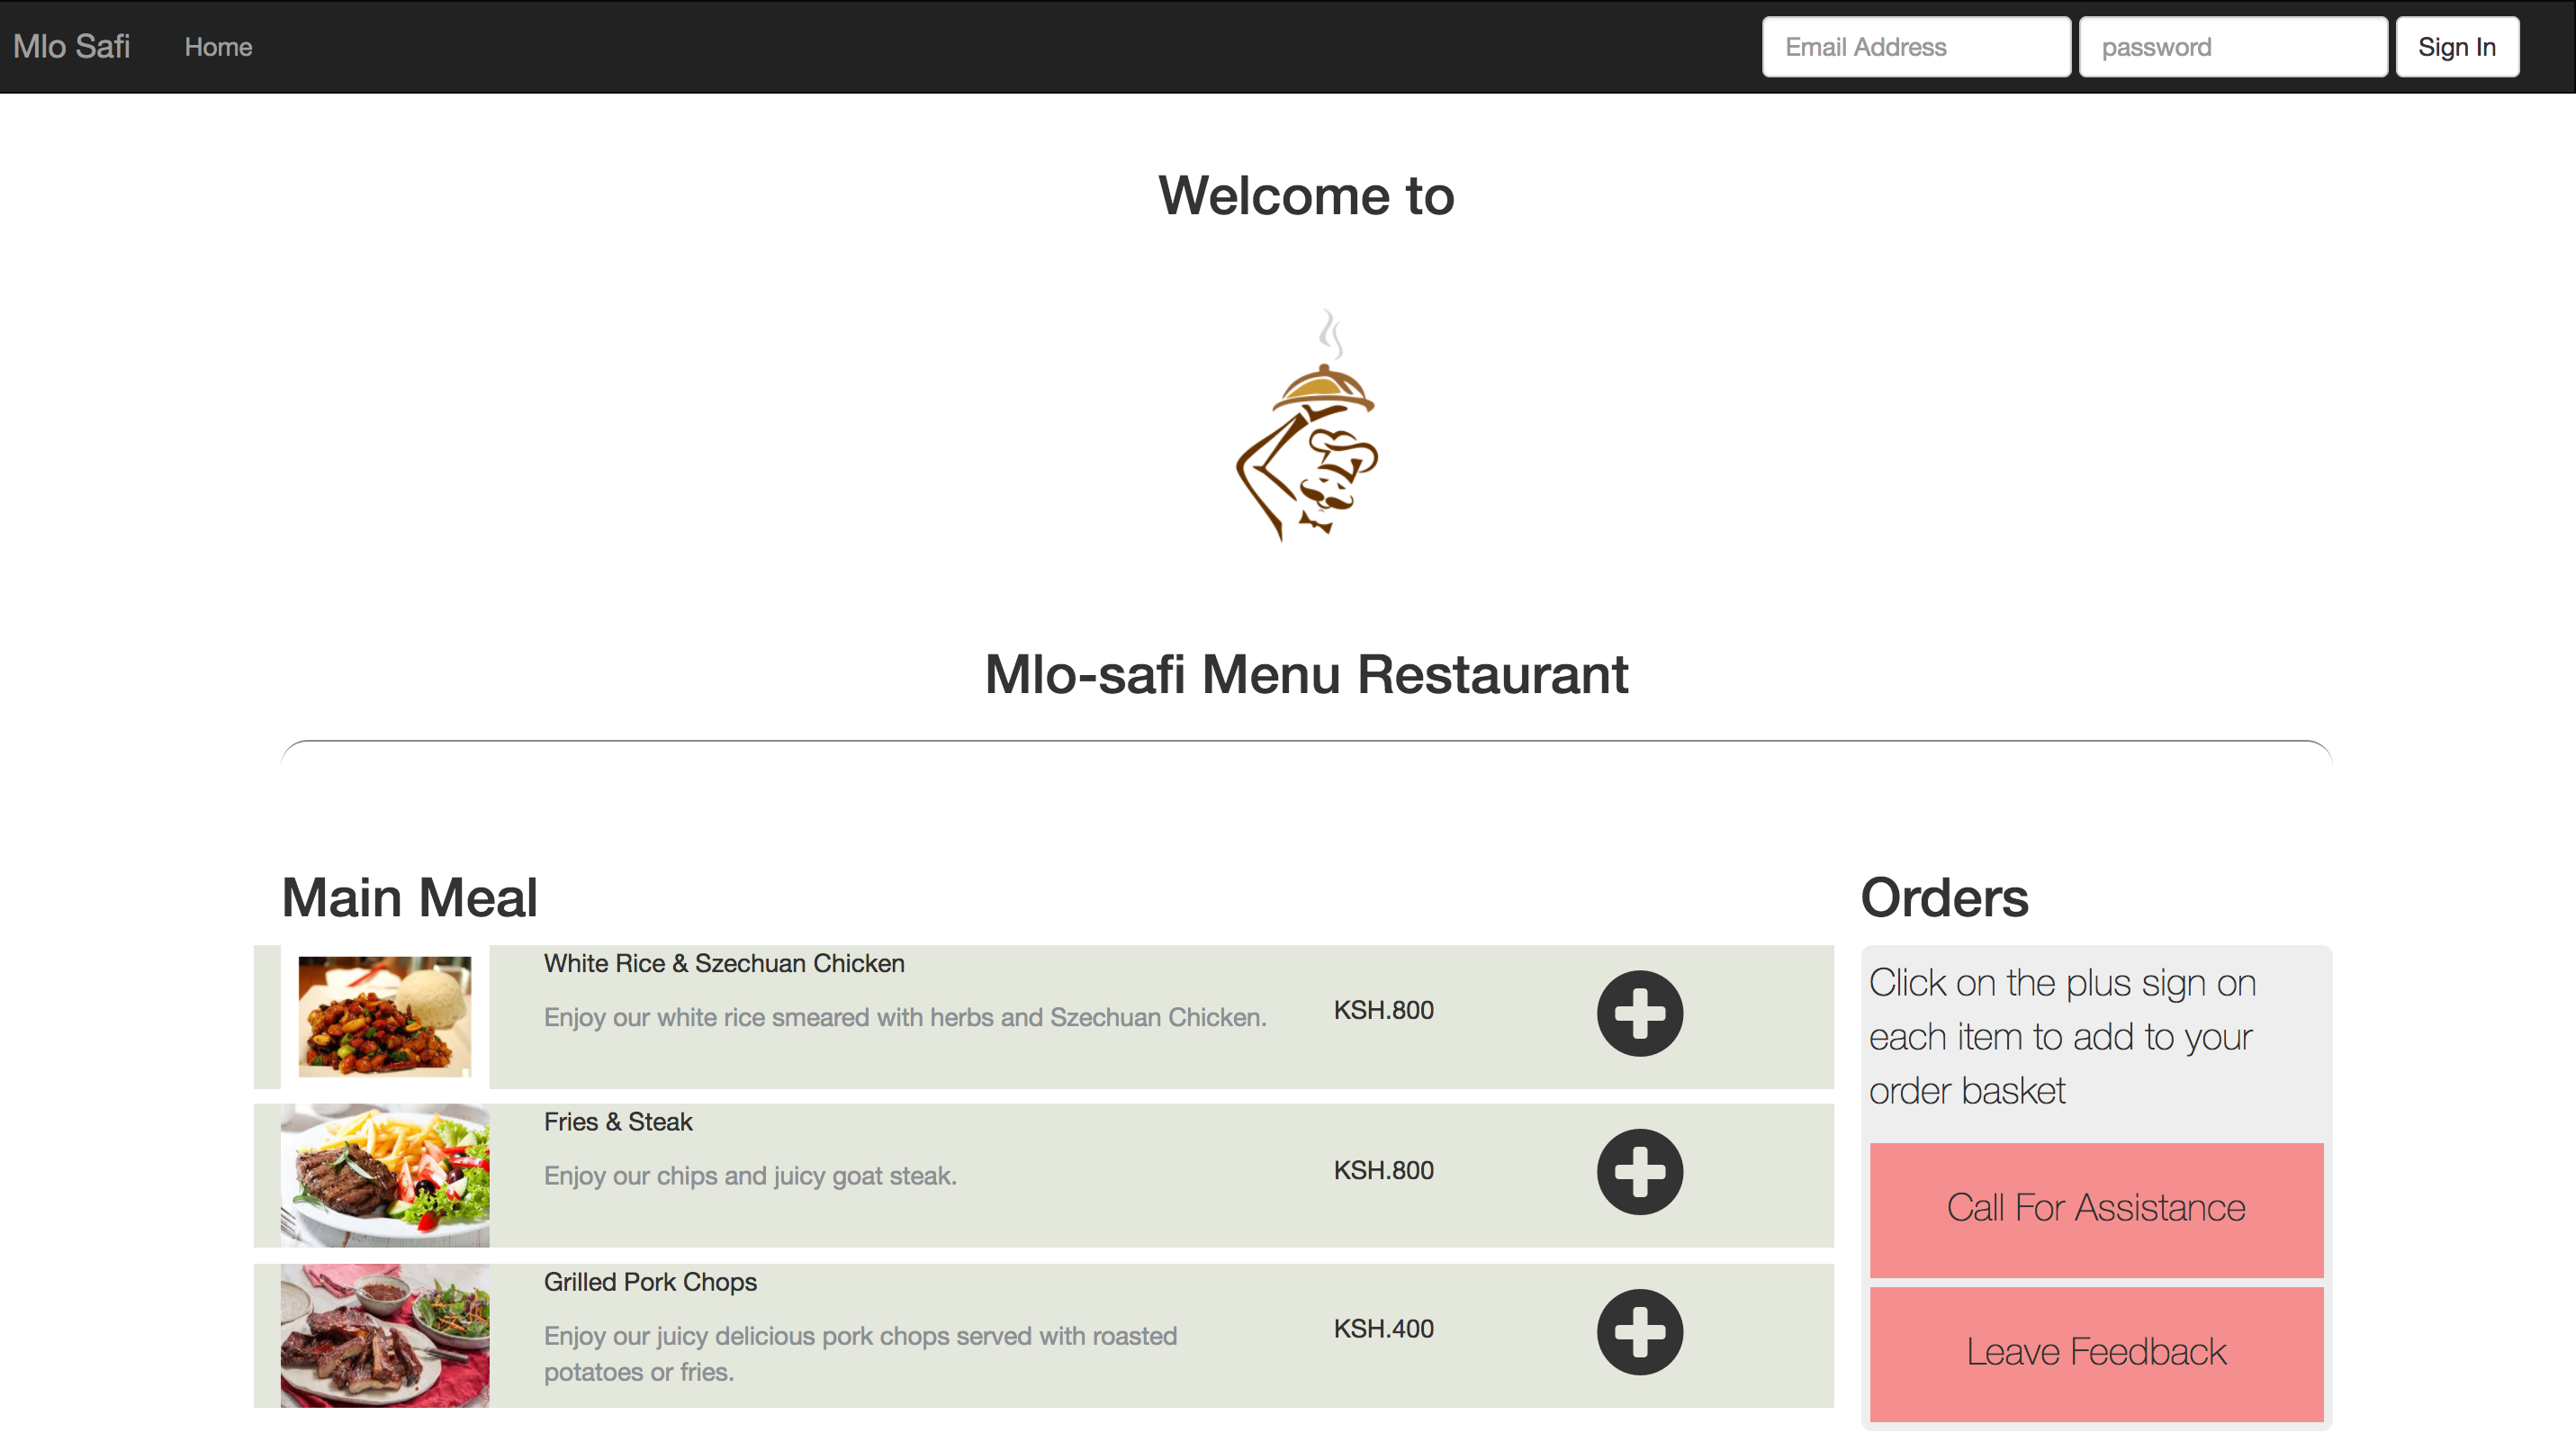 Mlo Safi
Home
Email Address
password
Sign In
Welcome to
Mlo-safi Menu Restaurant
Main Meal
White Rice & Szechuan Chicken
Enjoy our white rice smeared with herbs and Szechuan Chicken.
KSH.800
Fries & Steak
Enjoy our chips and juicy goat steak.
KSH.800
Grilled Pork Chops
Enjoy our juicy delicious pork chops served with roasted
potatoes or fries.
KSH.400
Orders
Click on the plus sign on
each item to add to your
order basket
Call For Assistance
Leave Feedback